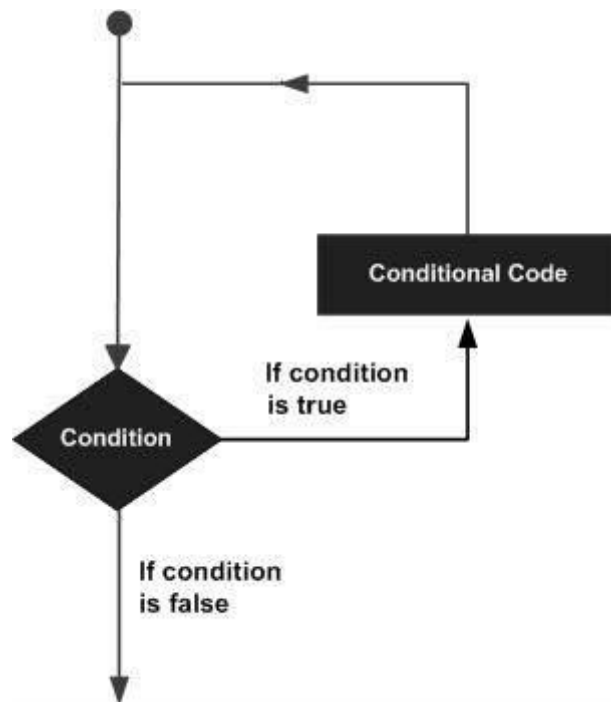 Conditional Code
If condition
is true
Condition
If condition
is false